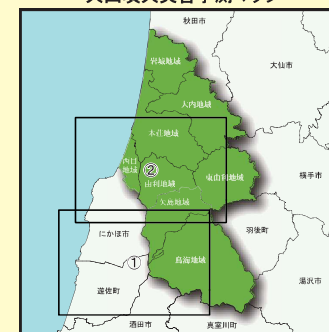 秋田市
岩城地域
大仙市
大内地域
本荘地域
西目
地域
②
由利地域
東由利地域
横手市
矢島地域
にかほ市
羽後町
鳥海地域
①
湯沢市
遊佐町
酒田市
真室川町